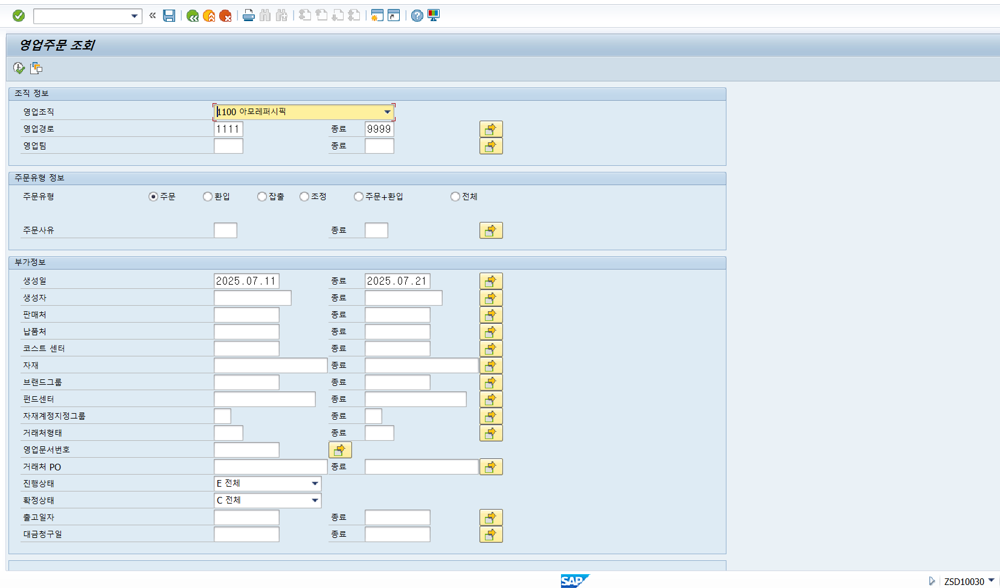 영업주문 조회
조직 정보
영업조직 1100 아모레퍼시픽
영업경로 1111 종료 9999
영업팀 종료
주문유형 정보
주문유형 주문 환입 잡출 조정 주문+환입 전체
주문사유 종료
부가정보
생성일 2025.07.11 종료 2025.07.21
생성자 종료
판매처 종료
납품처 종료
코스트 센터 종료
자재 종료
브랜드그룹 종료
펀드센터 종료
자재계정지정그룹 종료
거래처형태 종료
영업문서번호
거래처 PO 종료
진행상태 E 전체
확정상태 C 전체
출고일자 종료
대금청구일 종료
SAP ZSD10030